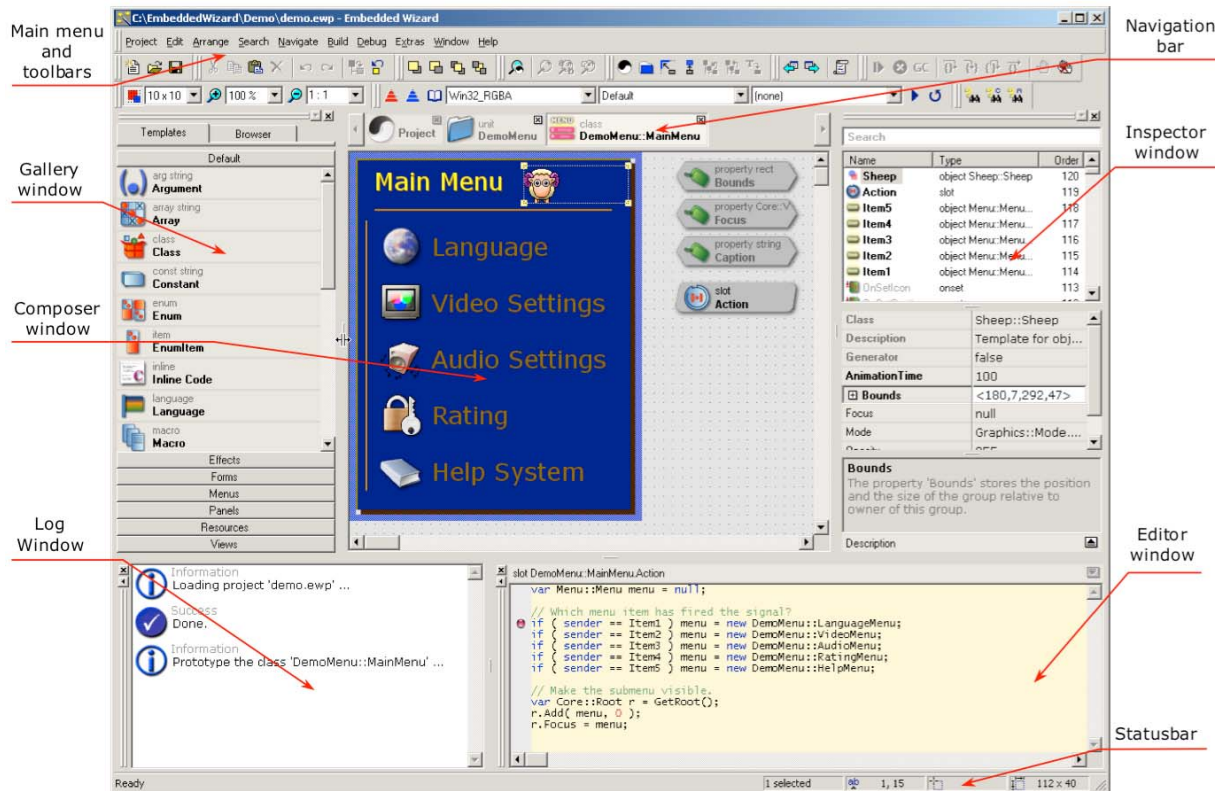 C:\EmbeddedWizard\Demo\demo.ewp - Embedded Wizard
Main menu
and
toolbars
Navigation
bar
Project Edit Arrange Search Navigate Build Debug Extras Window Help
GC
10 x 10 100 % 1 : 1 Win32_RGBA Default (none)
Templates Browser
Project
unit
DemoMenu
MENU
class
DemoMenu::MainMenu
Gallery
window
Composer
window
Default
arg string
Argument
array string
Array
class
Class
const string
Constant
enum
Enum
item
EnumItem
inline
Inline Code
language
Language
macro
Macro
Effects
Forms
Menus
Panels
Resources
Views
Main Menu
Language
Video Settings
Audio Settings
Rating
Help System
property rect
Bounds
property Core::V
Focus
property string
Caption
slot
Action
Search
Inspector
window
Name Type Order
Sheep object Sheep::Sheep 120
Action slot 119
Item5 object Menu::Menu... 118
Item4 object Menu::Menu... 117
Item3 object Menu::Menu... 116
Item2 object Menu::Menu... 115
Item1 object Menu::Menu... 114
OnSetIcon onset 113
Class Sheep::Sheep
Description Template for obj...
Generator false
AnimationTime 100
Bounds <180,7,292,47>
Focus null
Mode Graphics::Mode....
Bounds
The property 'Bounds' stores the position
and the size of the group relative to
owner of this group.
Description
Log
Window
Information
Loading project 'demo.ewp' ...
Success
Done.
Information
Prototype the class 'DemoMenu::MainMenu' ...
Editor
window
slot DemoMenu::MainMenu.Action
var Menu::Menu menu = null;
// Which menu item has fired the signal?
if ( sender == Item1 ) menu = new DemoMenu::LanguageMenu;
if ( sender == Item2 ) menu = new DemoMenu::VideoMenu;
if ( sender == Item3 ) menu = new DemoMenu::AudioMenu;
if ( sender == Item4 ) menu = new DemoMenu::RatingMenu;
if ( sender == Item5 ) menu = new DemoMenu::HelpMenu;
// Make the submenu visible.
var Core::Root r = GetRoot();
r.Add( menu, 0 );
r.Focus = menu;
Statusbar
Ready 1 selected 1, 15 112 x 40